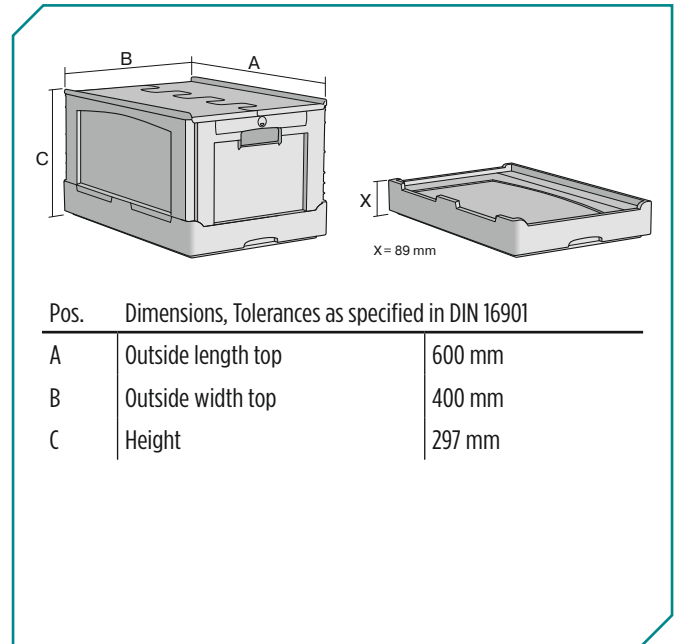 B
A
C
X
X = 89 mm
Pos. Dimensions, Tolerances as specified in DIN 16901
A Outside length top 600 mm
B Outside width top 400 mm
C Height 297 mm